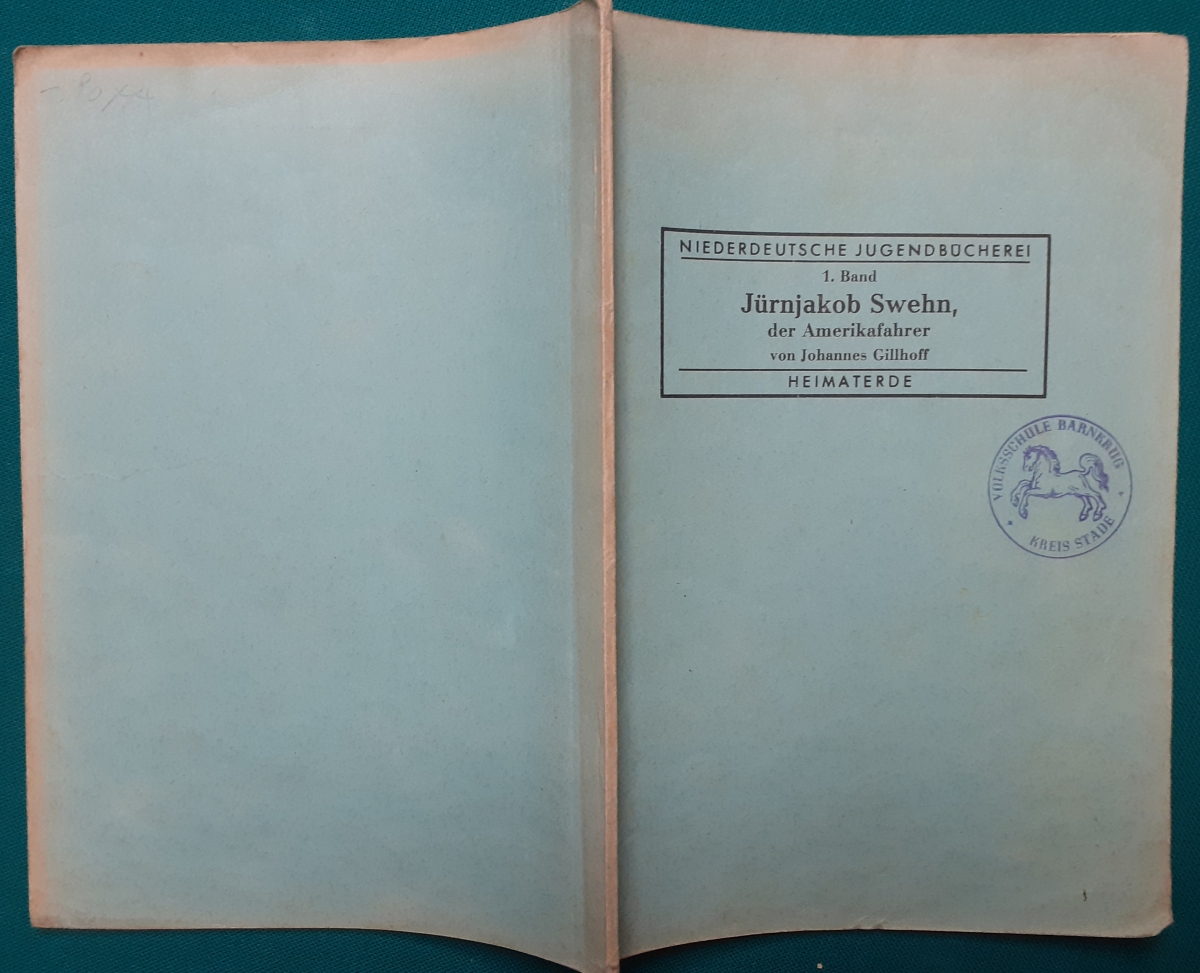 NIEDERDEUTSCHE JUGENDBÜCHEREI
1. Band
Jürnjakob Swehn,
der Amerikafahrer
von Johannes Gillhoff
HEIMATERDE
VOLKSSCHULE BARNKRUG
KREIS STADE